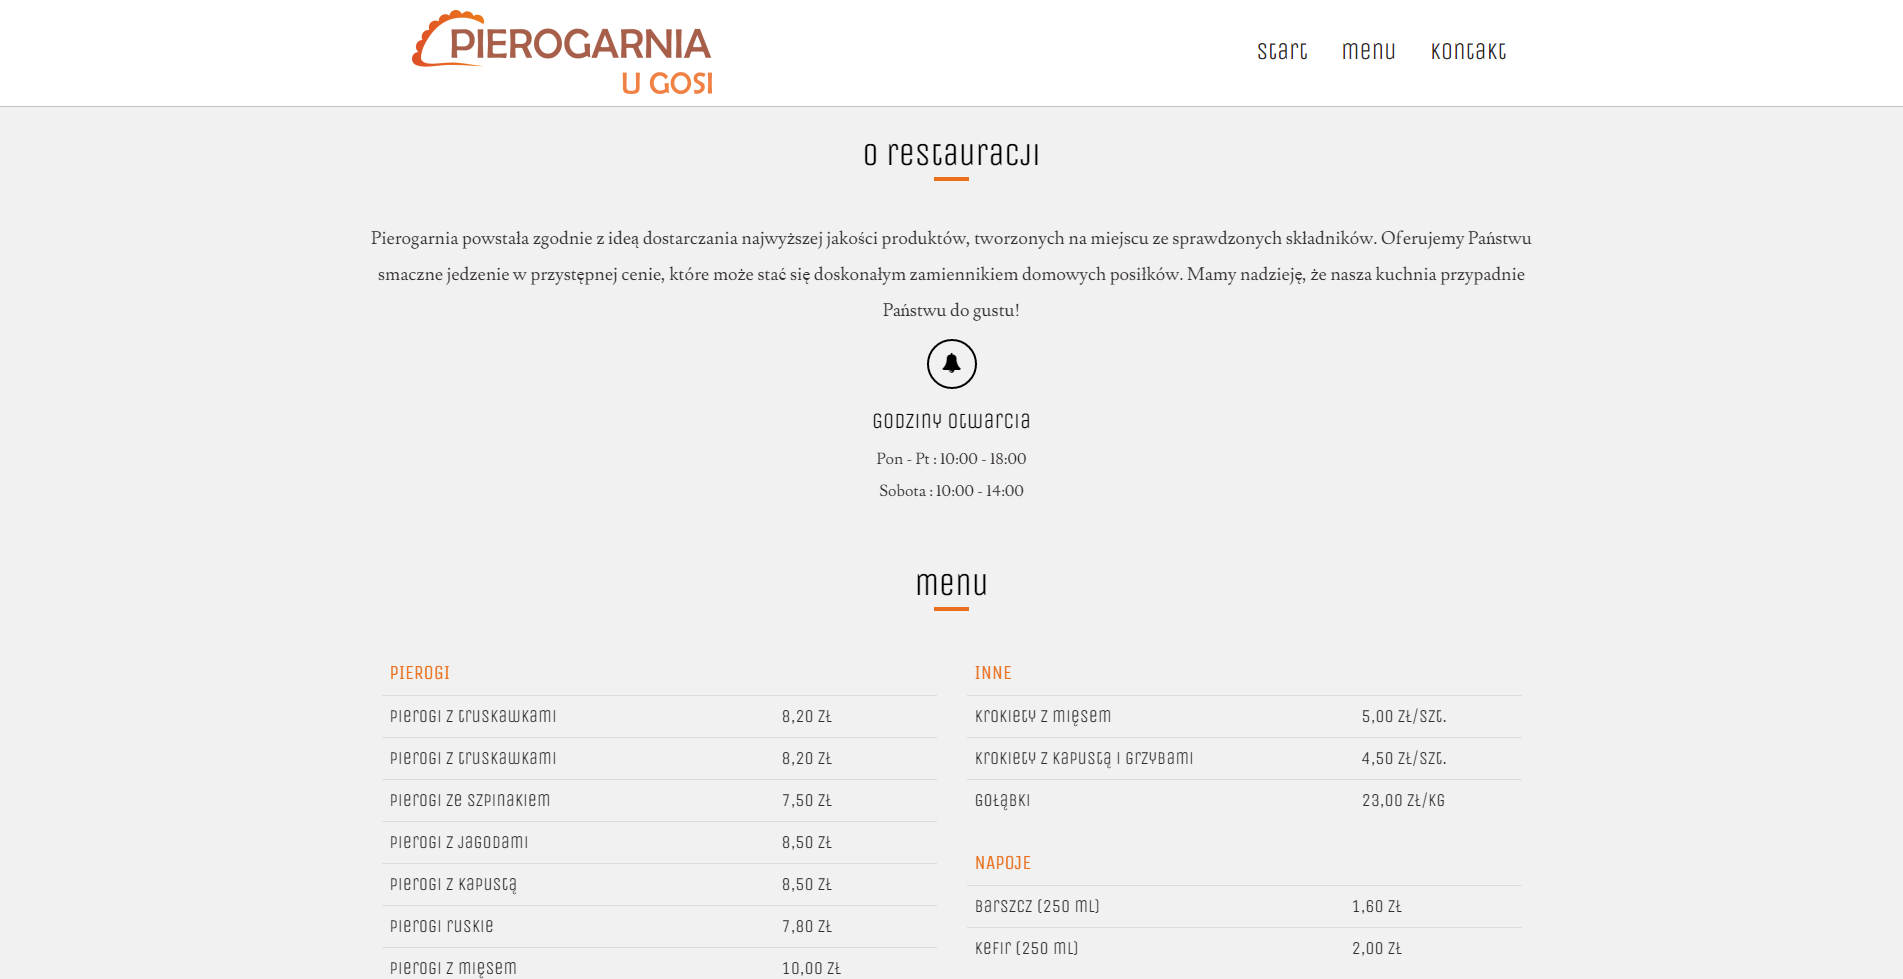 PIEROGARNIA
U GOSI
start menu kontakt
o restauracji
Pierogarnia powstała zgodnie z ideą dostarczania najwyższej jakości produktów, tworzonych na miejscu ze sprawdzonych składników. Oferujemy Państwu
smaczne jedzenie w przystępnej cenie, które może stać się doskonałym zamiennikiem domowych posiłków. Mamy nadzieję, że nasza kuchnia przypadnie
Państwu do gustu!
Godziny otwarcia
Pon - Pt : 10:00 - 18:00
Sobota : 10:00 - 14:00
menu
PIEROGI
Pierogi z truskawkami 8,20 zł
Pierogi z truskawkami 8,20 zł
Pierogi ze szpinakiem 7,50 zł
Pierogi z jagodami 8,50 zł
Pierogi z kapustą 8,50 zł
Pierogi ruskie 7,80 zł
Pierogi z mięsem 10,00 zł
INNE
Krokiety z mięsem 5,00 zł/szt.
Krokiety z kapustą i grzybami 4,50 zł/szt.
Gołąbki 23,00 zł/kg
NAPOJE
Barszcz (250 ml) 1,60 zł
Kefir (250 ml) 2,00 zł